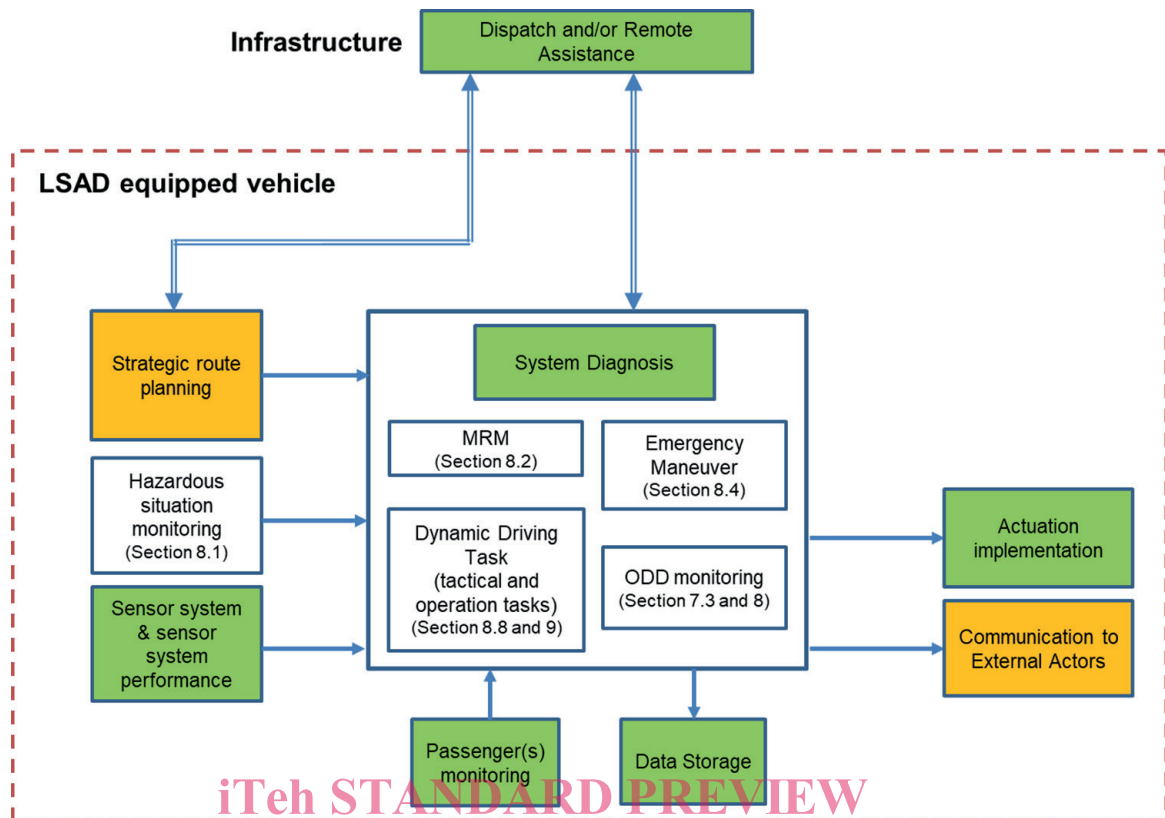 Infrastructure
Dispatch and/or Remote
Assistance
LSAD equipped vehicle
Strategic route
planning
System Diagnosis
MRM
(Section 8.2)
Emergency
Maneuver
(Section 8.4)
Hazardous
situation
monitoring
(Section 8.1)
Dynamic Driving
Task
(tactical and
operation tasks)
(Section 8.8 and 9)
ODD monitoring
(Section 7.3 and 8)
Actuation
implementation
Sensor system
& sensor
system
performance
Communication to
External Actors
Passenger(s)
monitoring
Data Storage
iTeh STANDARD PREVIEW